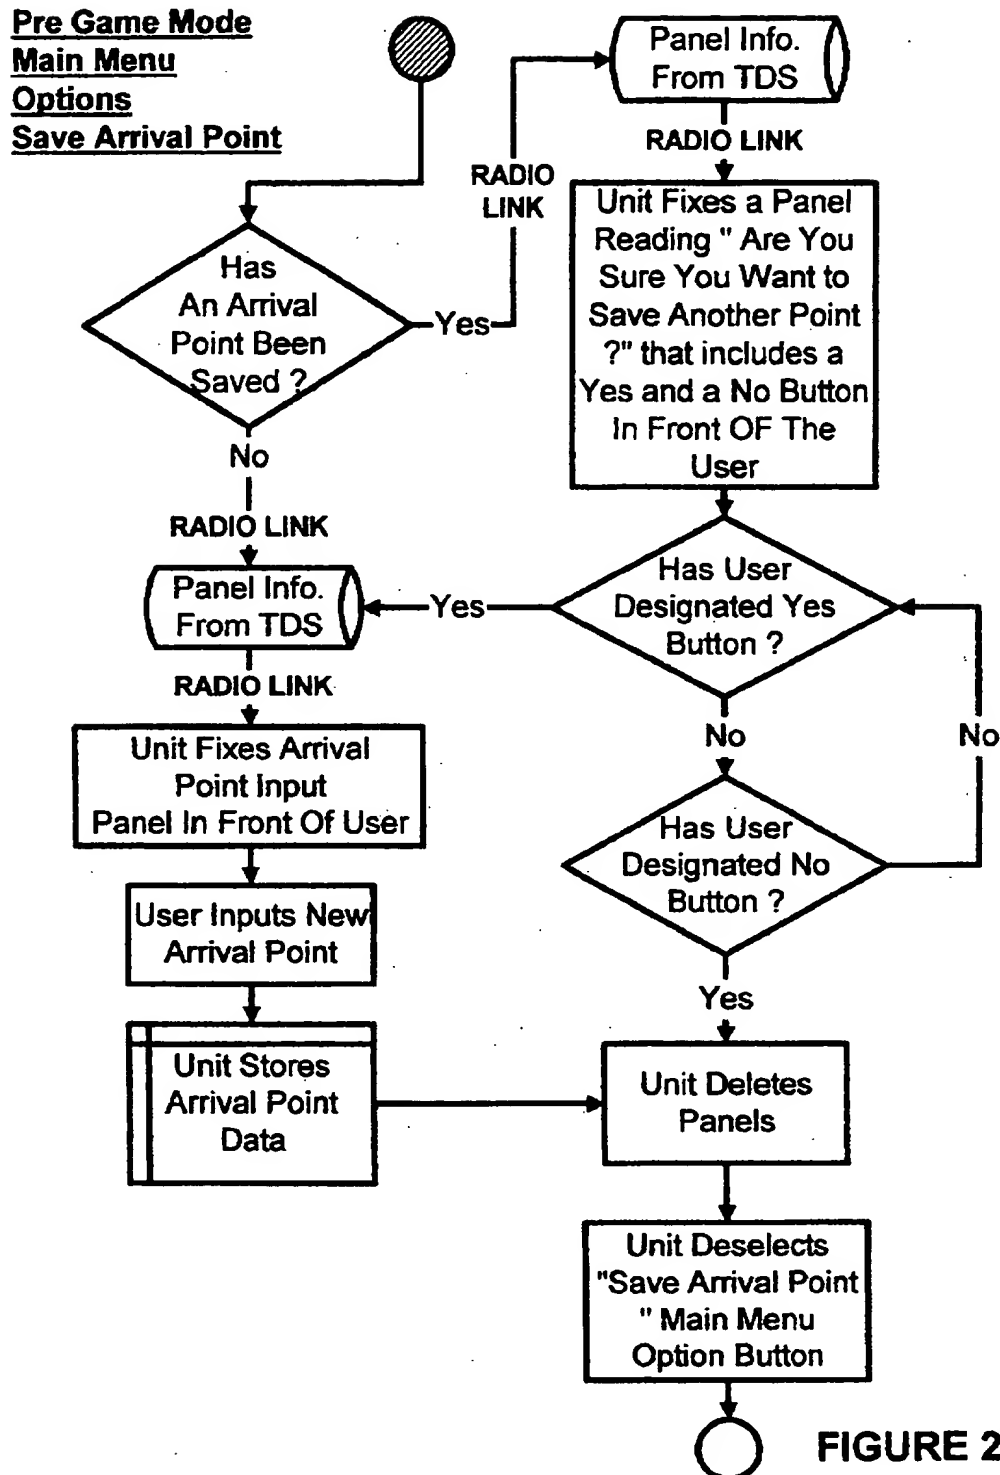 Pre Game Mode
Main Menu
Options
Save Arrival Point
Panel Info.
From TDS
RADIO LINK
RADIO
LINK
Unit Fixes a Panel
Reading " Are You
Sure You Want to
Save Another Point
?" that includes a
Yes and a No Button
In Front OF The
User
Has
An Arrival
Point Been
Saved ?
Yes
No
RADIO LINK
Panel Info.
From TDS
Yes
Has User
Designated Yes
Button ?
RADIO LINK
No
No
Unit Fixes Arrival
Point Input
Panel In Front Of User
Has User
Designated No
Button ?
User Inputs New
Arrival Point
Yes
Unit Stores
Arrival Point
Data
Unit Deletes
Panels
Unit Deselects
"Save Arrival Point
" Main Menu
Option Button
FIGURE 2